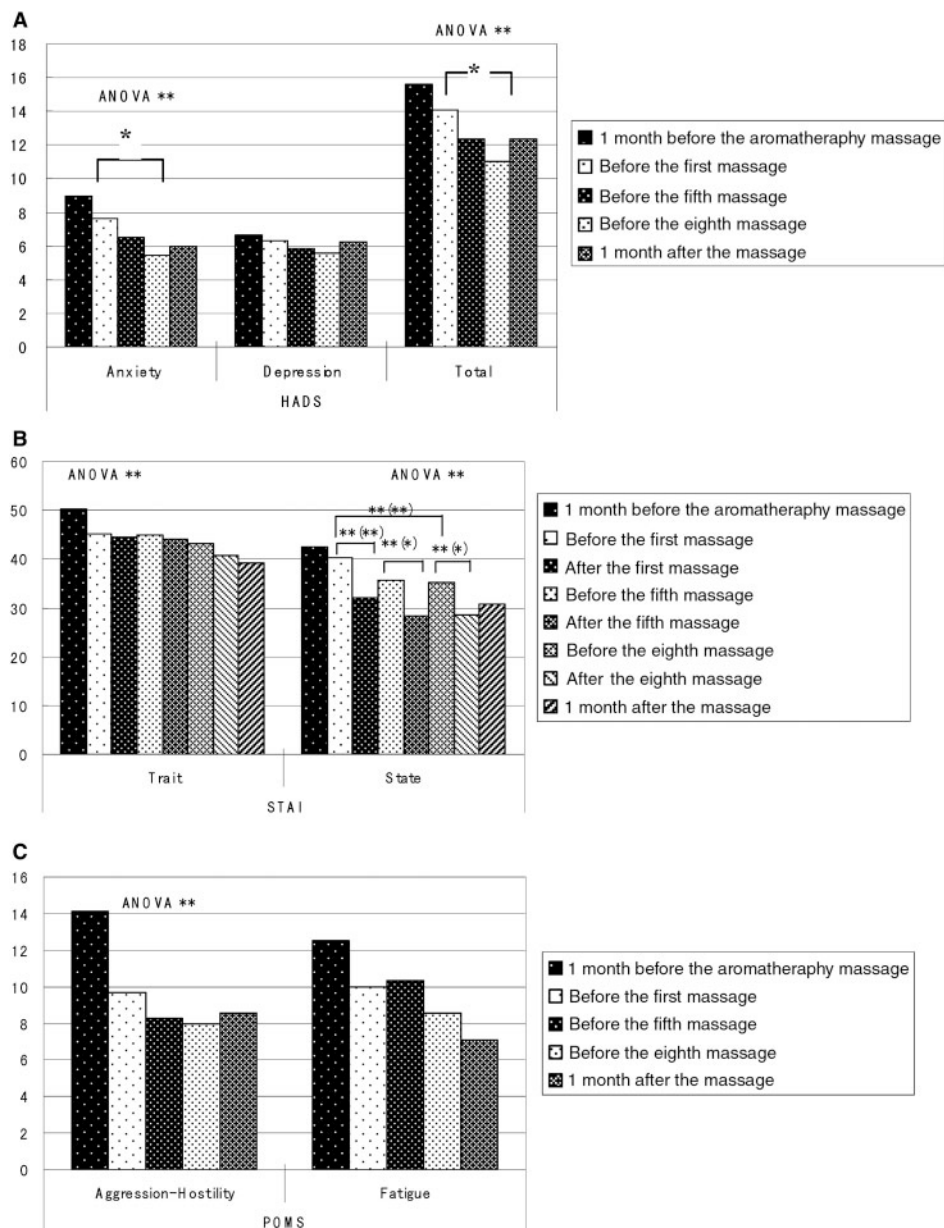 A
ANOVA **
18
16
14
12
10
8
6
4
2
0
ANOVA **
*
*
Anxiety
Depression
Total
HADS
1 month before the aromatheraphy massage
Before the first massage
Before the fifth massage
Before the eighth massage
1 month after the massage
B
60
50
40
30
20
10
0
ANOVA **
ANOVA **
**(**)
**(**)
**(*)
**(*)
Trait
State
STAI
1 month before the aromatheraphy massage
Before the first massage
After the first massage
Before the fifth massage
After the fifth massage
Before the eighth massage
After the eighth massage
1 month after the massage
C
16
14
12
10
8
6
4
2
0
ANOVA **
Aggression-Hostility
Fatigue
POMS
1 month before the aromatheraphy massage
Before the first massage
Before the fifth massage
Before the eighth massage
1 month after the massage